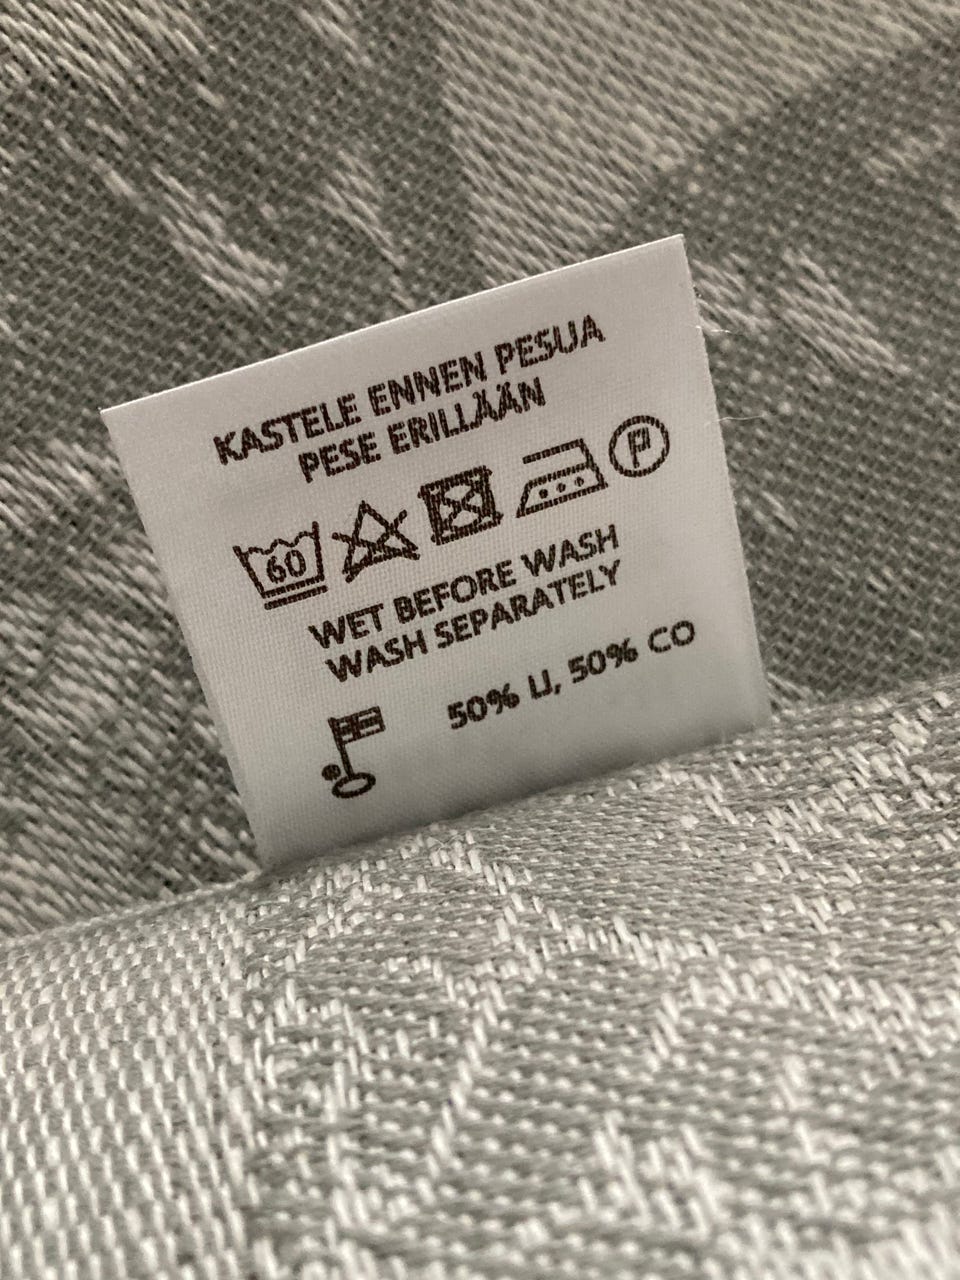 KASTELE ENNEN PESUA
PESE ERILLÄÄN
60 P
WET BEFORE WASH
WASH SEPARATELY
50% LI, 50% CO